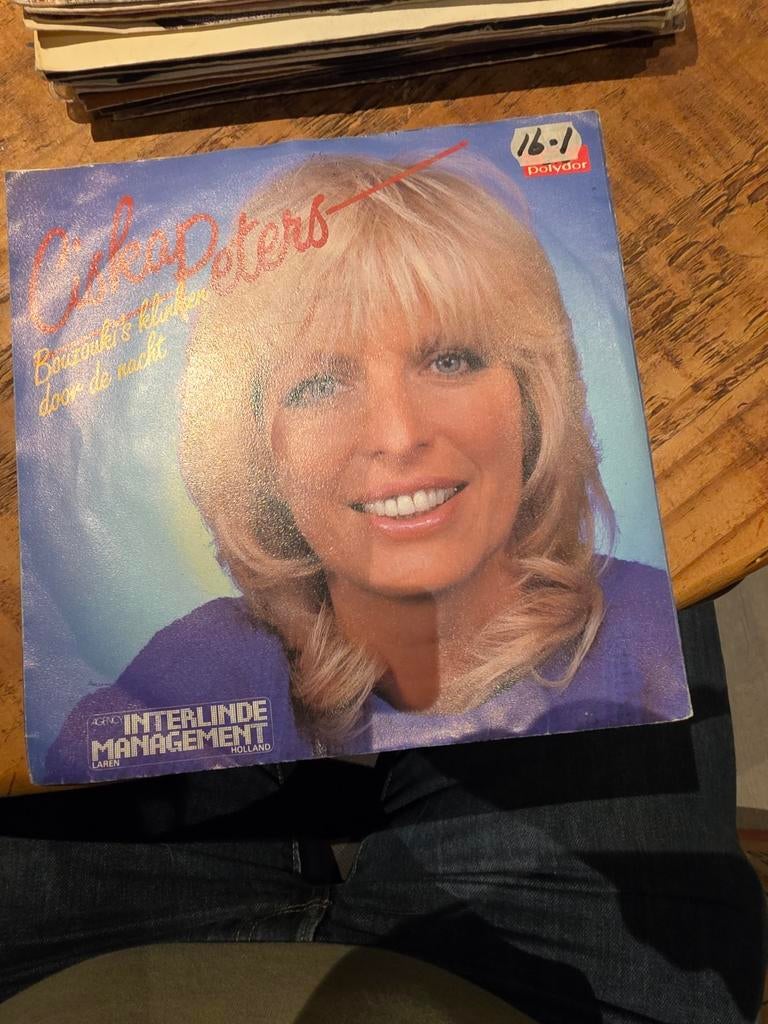 16-1
polydor
Ciska Peters
Bouzouki's klinken
door de nacht
AGENCY INTERLINDE
MANAGEMENT
LAREN HOLLAND